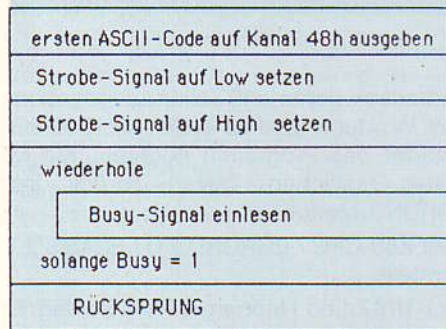 ersten ASCII-Code auf Kanal 48h ausgeben
Strobe-Signal auf Low setzen
Strobe-Signal auf High setzen
wiederhole
Busy-Signal einlesen
solange Busy = 1
RÜCKSPRUNG